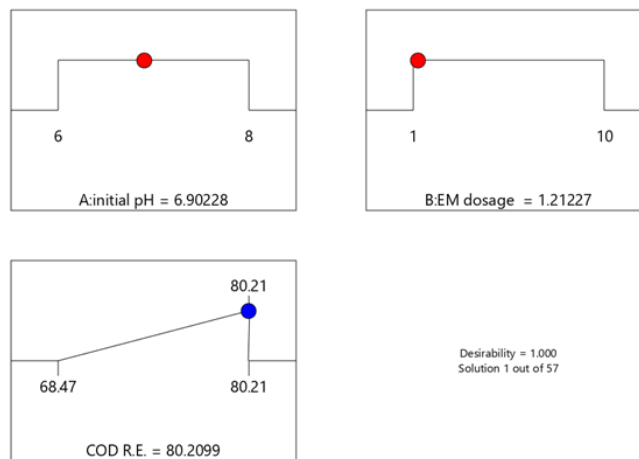 6
8
A:initial pH = 6.90228
1
10
B:EM dosage = 1.21227
80.21
68.47
80.21
COD R.E. = 80.2099
Desirability = 1.000
Solution 1 out of 57